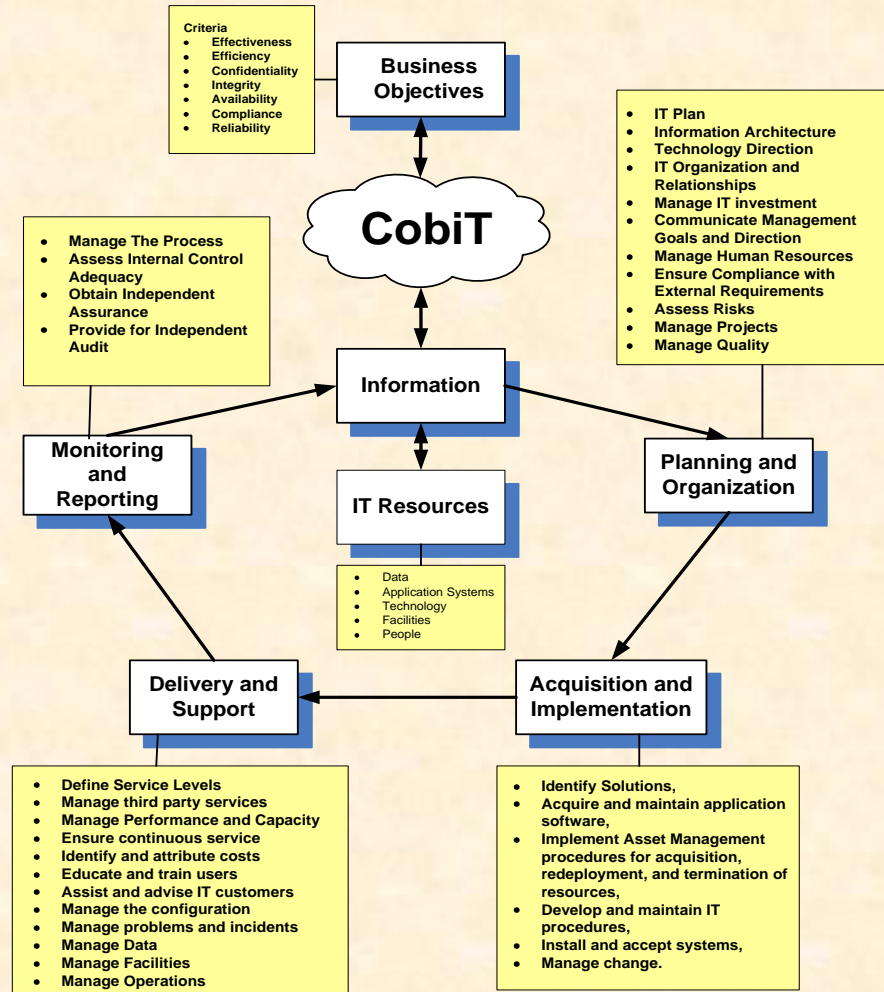 Criteria
• Effectiveness
• Efficiency
• Confidentiality
• Integrity
• Availability
• Compliance
• Reliability
Business
Objectives
• IT Plan
• Information Architecture
• Technology Direction
• IT Organization and
Relationships
• Manage IT investment
• Communicate Management
Goals and Direction
• Manage Human Resources
• Ensure Compliance with
External Requirements
• Assess Risks
• Manage Projects
• Manage Quality
CobiT
• Manage The Process
• Assess Internal Control
Adequacy
• Obtain Independent
Assurance
• Provide for Independent
Audit
Information
Monitoring
and
Reporting
Planning and
Organization
IT Resources
• Data
• Application Systems
• Technology
• Facilities
• People
Delivery and
Support
Acquisition and
Implementation
• Define Service Levels
• Manage third party services
• Manage Performance and Capacity
• Ensure continuous service
• Identify and attribute costs
• Educate and train users
• Assist and advise IT customers
• Manage the configuration
• Manage problems and incidents
• Manage Data
• Manage Facilities
• Manage Operations
• Identify Solutions,
• Acquire and maintain application
software,
• Implement Asset Management
procedures for acquisition,
redeployment, and termination of
resources,
• Develop and maintain IT
procedures,
• Install and accept systems,
• Manage change.